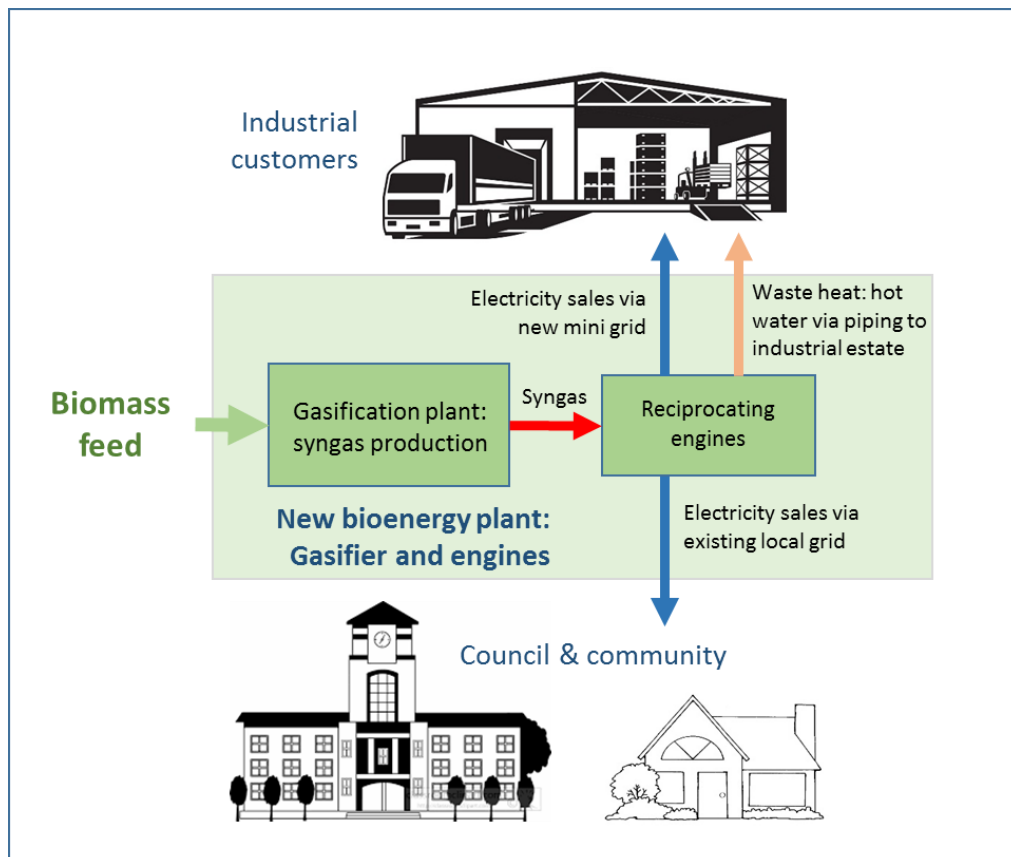 Industrial
customers
Electricity sales via
new mini grid
Waste heat: hot
water via piping to
industrial estate
Biomass
feed
Gasification plant:
syngas production
Syngas
Reciprocating
engines
New bioenergy plant:
Gasifier and engines
Electricity sales via
existing local grid
Council & community